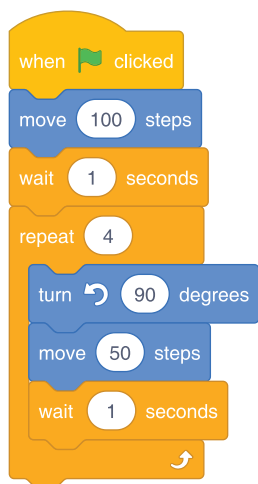 when clicked
move 100 steps
wait 1 seconds
repeat 4
turn 90 degrees
move 50 steps
wait 1 seconds